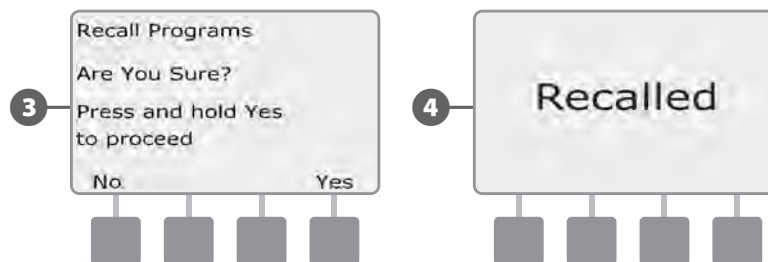 3
Recall Programs
Are You Sure?
Press and hold Yes
to proceed
No
Yes
4
Recalled